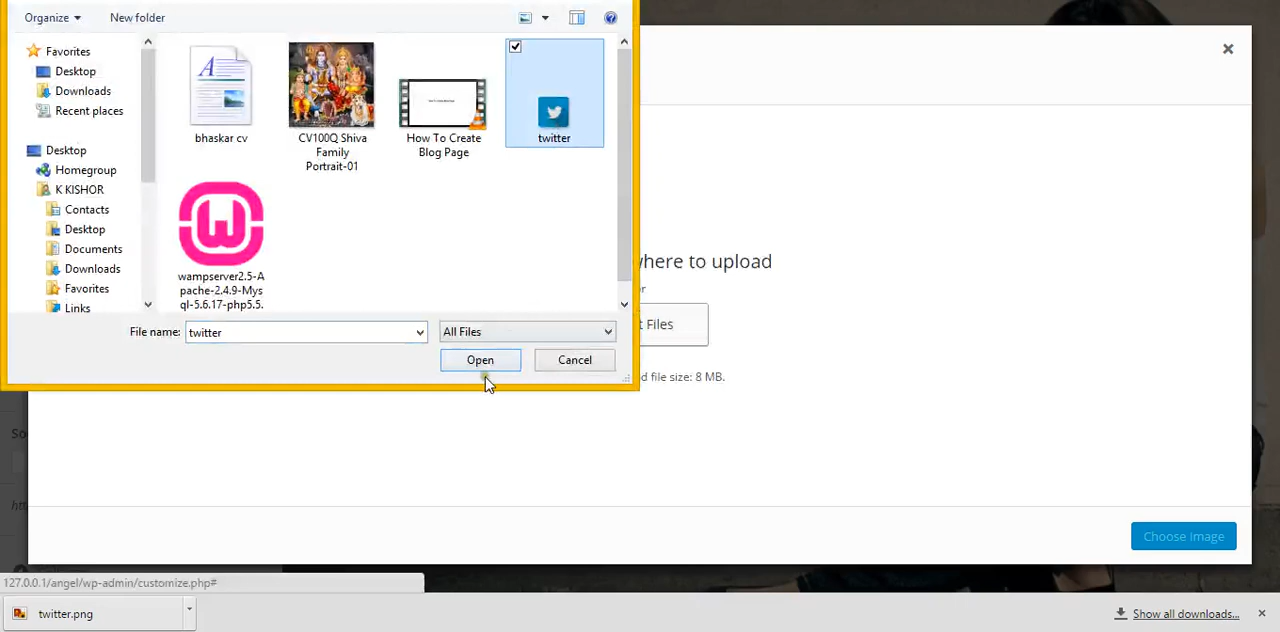 Organize
New folder
Favorites
Desktop
Downloads
Recent places
Desktop
Homegroup
K KISHOR
Contacts
Desktop
Documents
Downloads
Favorites
Links
bhaskar cv
CV100Q Shiva
Family
Portrait-01
How To Create
Blog Page
twitter
wampserver2.5-A
pache-2.4.9-Mys
ql-5.6.17-php5.5.
File name:
twitter
All Files
Open
Cancel
where to upload
or
Files
file size: 8 MB.
Choose Image
127.0.0.1/angel/wp-admin/customize.php#
twitter.png
Show all downloads...